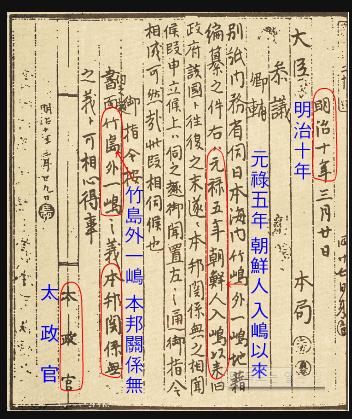 明治十年三月廿日 本局
明治十年
大臣
参議
卿輔
別紙内務省伺日本海内竹嶋外一嶋地籍
元祿五年 朝鮮人 入嶋以來
編纂之件右ハ元禄五年朝鮮人入嶋以来旧
政府該国ト往復之末遂ニ本邦関係無之相聞
候段申立候上ハ伺之趣御聞置左ノ通御指令
相成可然哉此段相伺候也
御指令按
竹島外一嶋 本邦關係無
書面竹島外一嶋之義本邦関係無
之義ト可相心得事
明治十年三月廿九日
太政官
太政官